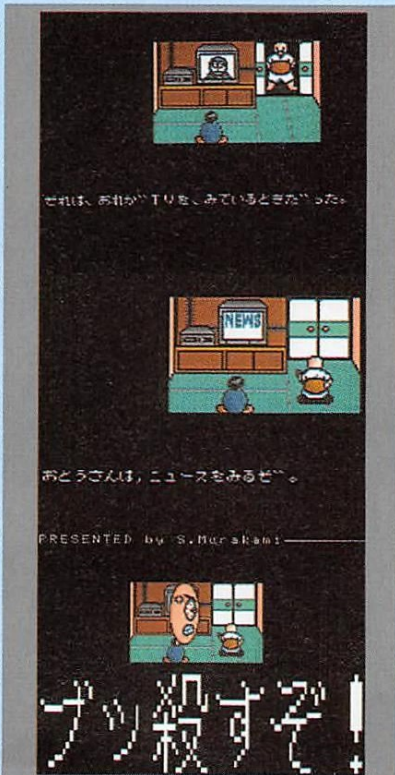 それは、おれが TVを、みているときだった。
NEWS
おとうさんは，ニュースをみるぜ。
PRESENTED by S.Murakami
ブッ殺すぞ！